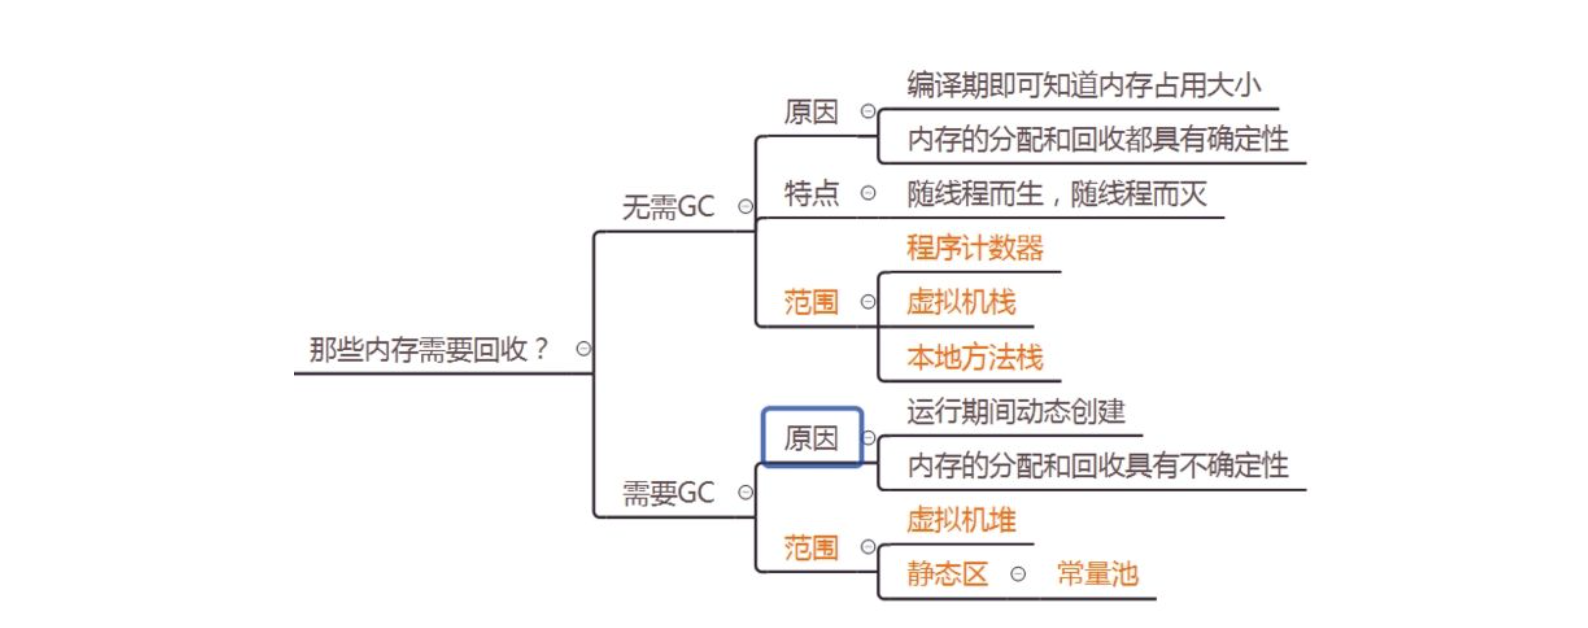 编译期即可知道内存占用大小
原因
内存的分配和回收都具有确定性
特点
随线程而生，随线程而灭
无需GC
程序计数器
范围
虚拟机栈
本地方法栈
那些内存需要回收？
运行期间动态创建
原因
内存的分配和回收具有不确定性
需要GC
虚拟机堆
范围
静态区
常量池